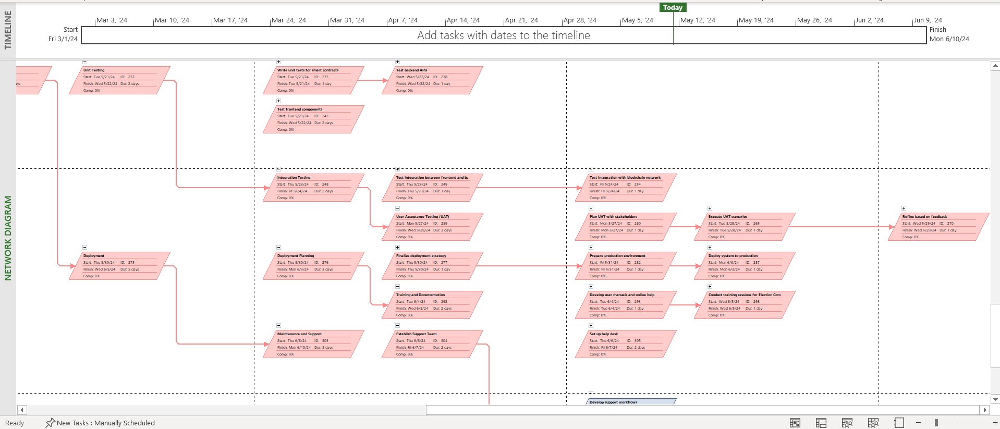 TIMELINE
Today
Mar 3, '24
Mar 10, '24
Mar 17, '24
Mar 24, '24
Mar 31, '24
Apr 7, '24
Apr 14, '24
Apr 21, '24
Apr 28, '24
May 5, '24
May 12, '24
May 19, '24
May 26, '24
Jun 2, '24
Jun 9, '24
Start
Fri 3/1/24
Add tasks with dates to the timeline
Finish
Mon 6/10/24
NETWORK DIAGRAM
Unit Testing
Start: Tue 5/21/24 ID: 232
Finish: Wed 5/22/24 Dur: 2 days
Comp: 0%
Write unit tests for smart contracts
Start: Tue 5/21/24 ID: 233
Finish: Tue 5/21/24 Dur: 1 day
Comp: 0%
Test backend APIs
Start: Wed 5/22/24 ID: 238
Finish: Wed 5/22/24 Dur: 1 day
Comp: 0%
Test frontend components
Start: Tue 5/21/24 ID: 243
Finish: Wed 5/22/24 Dur: 2 days
Comp: 0%
Integration Testing
Start: Thu 5/23/24 ID: 248
Finish: Fri 5/24/24 Dur: 2 days
Comp: 0%
Test integration between frontend and ba
Start: Thu 5/23/24 ID: 249
Finish: Thu 5/23/24 Dur: 1 day
Comp: 0%
Test integration with blockchain network
Start: Fri 5/24/24 ID: 254
Finish: Fri 5/24/24 Dur: 1 day
Comp: 0%
User Acceptance Testing (UAT)
Start: Mon 5/27/24 ID: 259
Finish: Wed 5/29/24 Dur: 3 days
Comp: 0%
Plan UAT with stakeholders
Start: Mon 5/27/24 ID: 260
Finish: Mon 5/27/24 Dur: 1 day
Comp: 0%
Execute UAT scenarios
Start: Tue 5/28/24 ID: 265
Finish: Tue 5/28/24 Dur: 1 day
Comp: 0%
Refine based on feedback
Start: Wed 5/29/24 ID: 270
Finish: Wed 5/29/24 Dur: 1 day
Comp: 0%
Deployment
Start: Thu 5/30/24 ID: 275
Finish: Wed 6/5/24 Dur: 5 days
Comp: 0%
Deployment Planning
Start: Thu 5/30/24 ID: 276
Finish: Mon 6/3/24 Dur: 3 days
Comp: 0%
Finalize deployment strategy
Start: Thu 5/30/24 ID: 277
Finish: Thu 5/30/24 Dur: 1 day
Comp: 0%
Prepare production environment
Start: Fri 5/31/24 ID: 282
Finish: Fri 5/31/24 Dur: 1 day
Comp: 0%
Deploy system to production
Start: Mon 6/3/24 ID: 287
Finish: Mon 6/3/24 Dur: 1 day
Comp: 0%
Training and Documentation
Start: Tue 6/4/24 ID: 292
Finish: Wed 6/5/24 Dur: 2 days
Comp: 0%
Develop user manuals and online help
Start: Tue 6/4/24 ID: 293
Finish: Tue 6/4/24 Dur: 1 day
Comp: 0%
Conduct training sessions for Election Com
Start: Wed 6/5/24 ID: 298
Finish: Wed 6/5/24 Dur: 1 day
Comp: 0%
Maintenance and Support
Start: Thu 6/6/24 ID: 303
Finish: Mon 6/10/24 Dur: 3 days
Comp: 0%
Establish Support Team
Start: Thu 6/6/24 ID: 304
Finish: Fri 6/7/24 Dur: 2 days
Comp: 0%
Set up help desk
Start: Thu 6/6/24 ID: 305
Finish: Fri 6/7/24 Dur: 2 days
Comp: 0%
Develop support workflows
Ready
New Tasks : Manually Scheduled